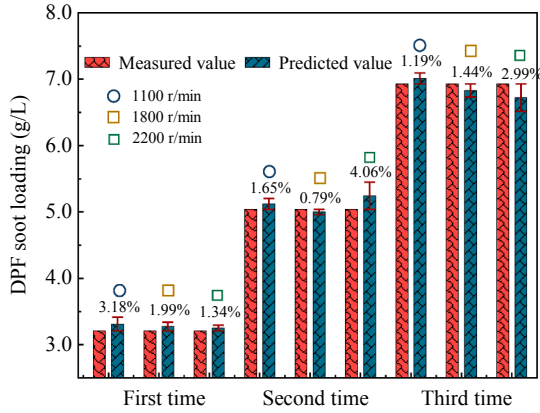 8.0
7.0
6.0
5.0
4.0
3.0
DPF soot loading (g/L)
Measured value Predicted value
1100 r/min
1800 r/min
2200 r/min
3.18%
1.99%
1.34%
1.65%
0.79%
4.06%
1.19%
1.44%
2.99%
First time Second time Third time